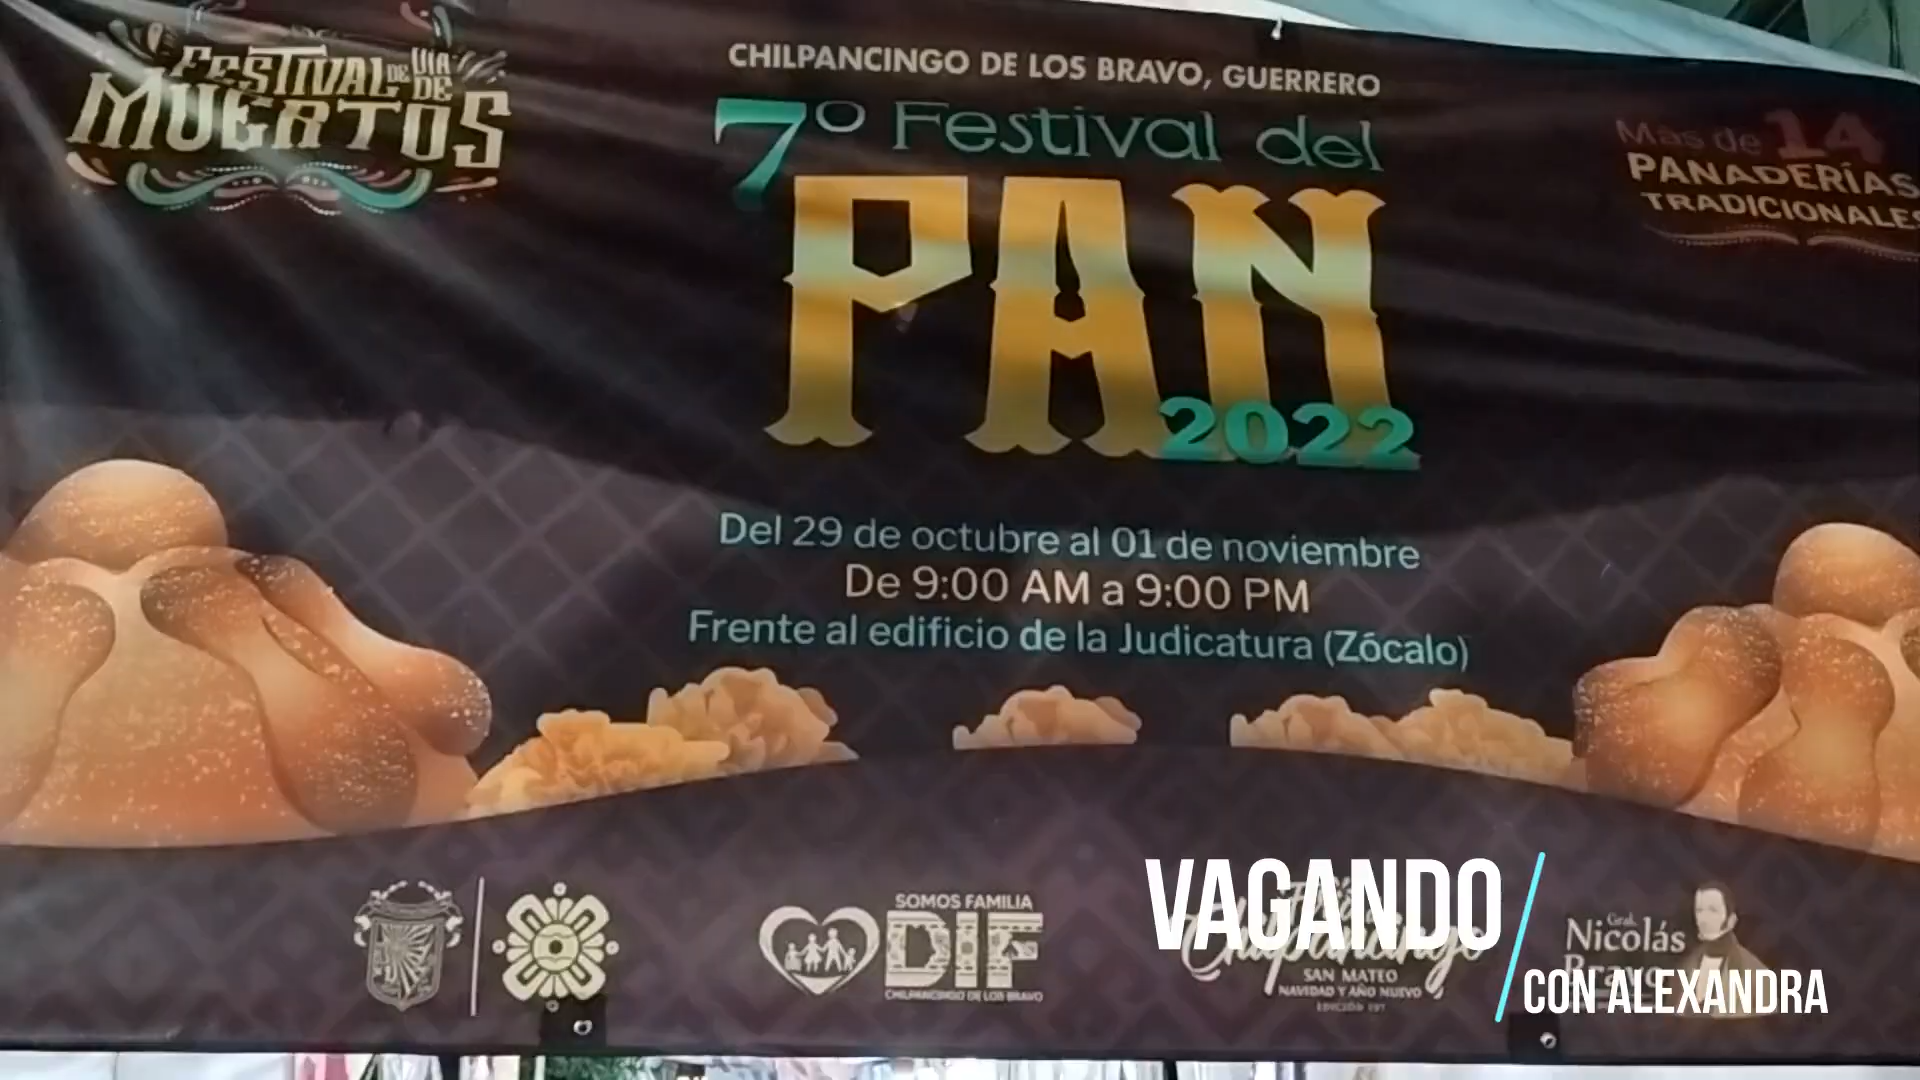 FESTIVAL DE DÍA DE
MUERTOS
CHILPANCINGO DE LOS BRAVO, GUERRERO
7º Festival del
PAN
2022
Más de 14
PANADERÍAS
TRADICIONALES
Del 29 de octubre al 01 de noviembre
De 9:00 AM a 9:00 PM
Frente al edificio de la Judicatura (Zócalo)
SOMOS FAMILIA
DIF
CHILPANCINGO DE LOS BRAVO
Chilpancingo
SAN MATEO
NAVIDAD Y AÑO NUEVO
Gral.
Nicolás
Bravo
VAGANDO
CON ALEXANDRA